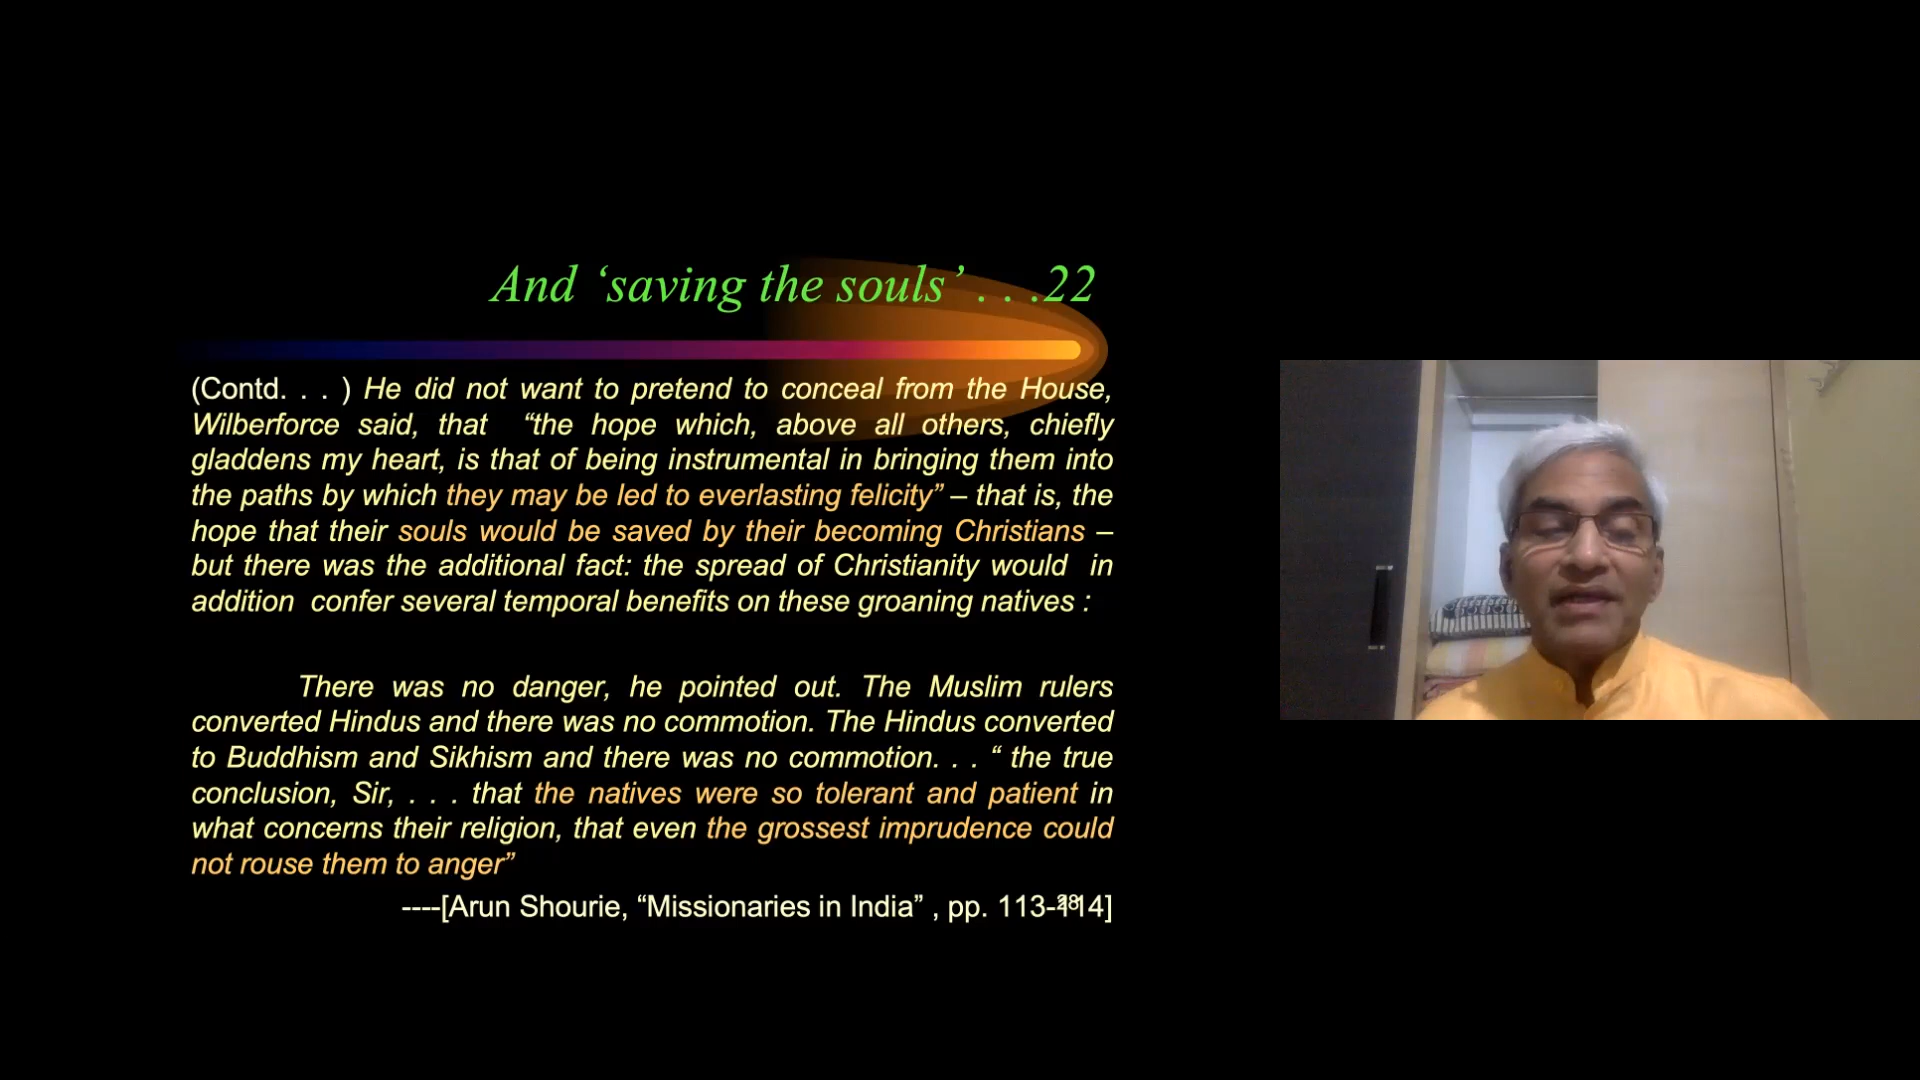 And ‘saving the souls’ . . .22
(Contd. . . ) He did not want to pretend to conceal from the House,
Wilberforce said, that “the hope which, above all others, chiefly
gladdens my heart, is that of being instrumental in bringing them into
the paths by which they may be led to everlasting felicity” – that is, the
hope that their souls would be saved by their becoming Christians –
but there was the additional fact: the spread of Christianity would in
addition confer several temporal benefits on these groaning natives :
There was no danger, he pointed out. The Muslim rulers
converted Hindus and there was no commotion. The Hindus converted
to Buddhism and Sikhism and there was no commotion. . . “ the true
conclusion, Sir, . . . that the natives were so tolerant and patient in
what concerns their religion, that even the grossest imprudence could
not rouse them to anger”
----[Arun Shourie, “Missionaries in India” , pp. 113-114]
28